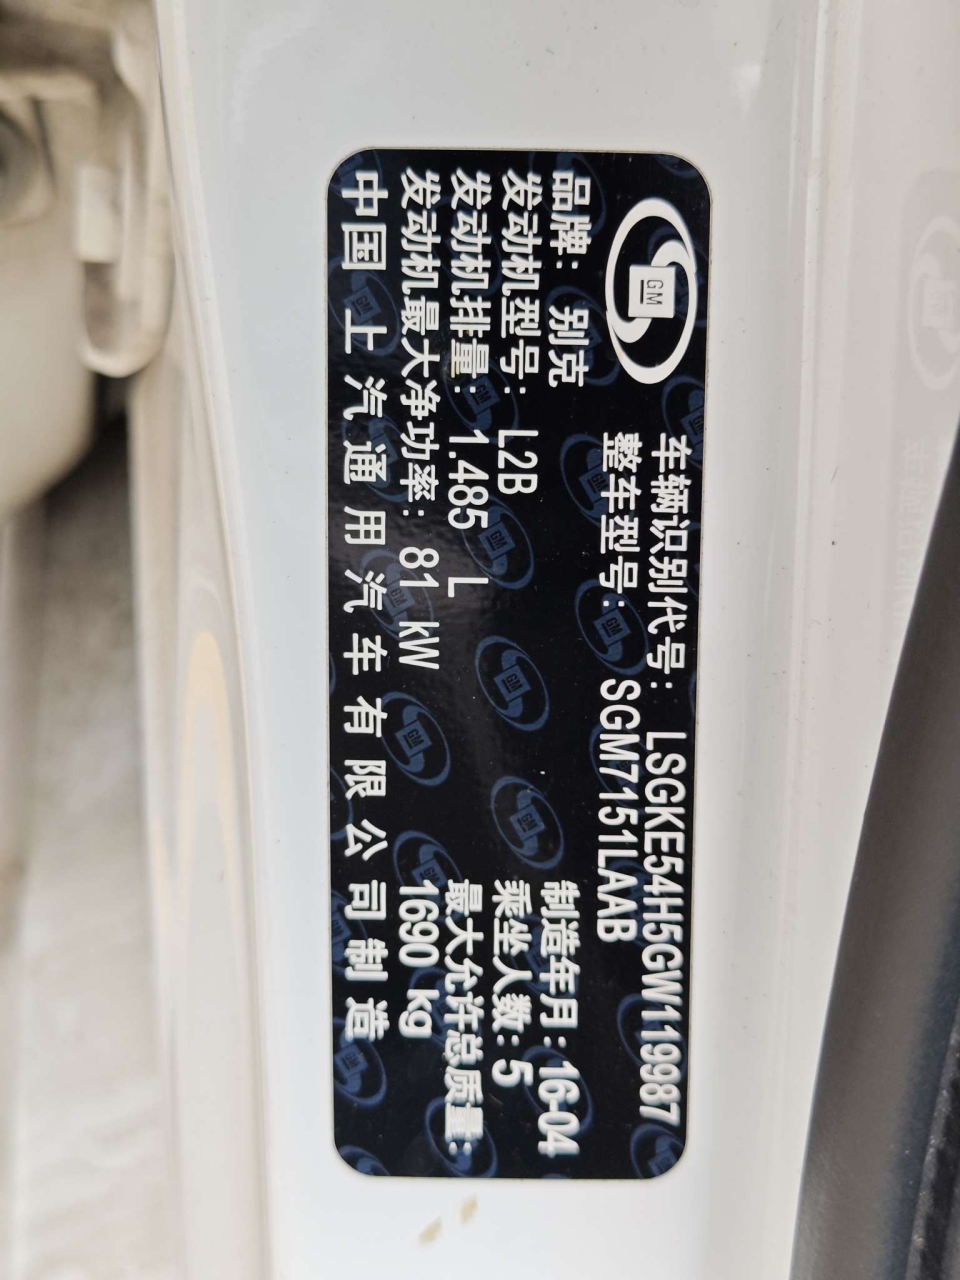 GM
车辆识别代号: LSGKE54H5GW119987
整车型号: SGM7151LAAB
品牌: 别克
制造年月: 16-04
发动机型号: L2B
乘坐人数: 5
发动机排量: 1.485 L
最大允许总质量:
发动机最大净功率: 81 kW
1690 kg
中国上汽通用汽车有限公司制造